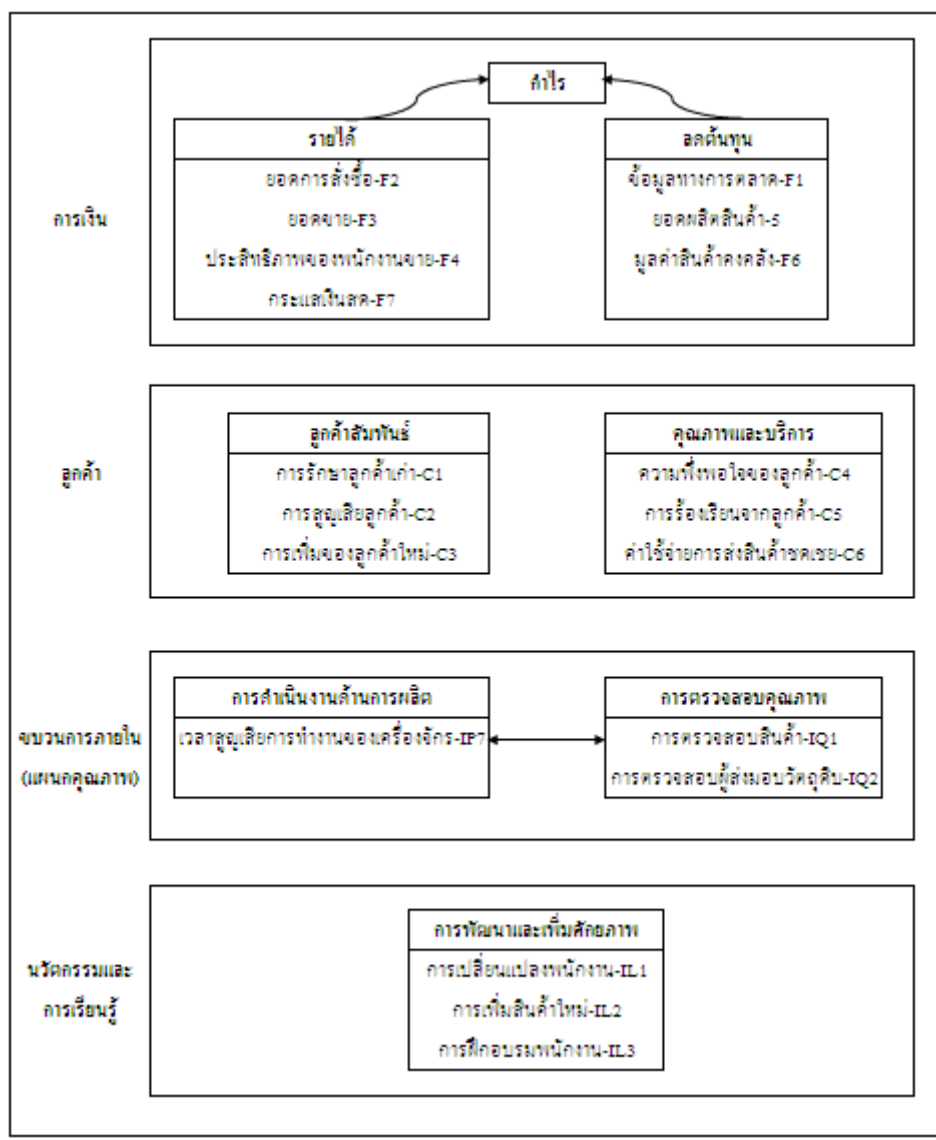 กำไร
รายได้
ยอดการสั่งซื้อ-F2
ยอดขาย-F3
ประสิทธิภาพของพนักงานขาย-F4
กระแสเงินสด-F7
ลดต้นทุน
ข้อมูลทางการตลาด-F1
ยอดผลิตสินค้า-5
มูลค่าสินค้าคงคลัง-F6
การเงิน
ลูกค้า
ลูกค้าสัมพันธ์
การรักษาลูกค้าเก่า-C1
การสูญเสียลูกค้า-C2
การเพิ่มของลูกค้าใหม่-C3
คุณภาพและบริการ
ความพึ่งพอใจของลูกค้า-C4
การร้องเรียนจากลูกค้า-C5
ค่าใช้จ่ายการส่งสินค้าชดเชย-C6
ขบวนการภายใน
(แผนกคุณภาพ)
การดำเนินงานด้านการผลิต
เวลาสูญเสียการทำงานของเครื่องจักร-IP7
การตรวจสอบคุณภาพ
การตรวจสอบสินค้า-IQ1
การตรวจสอบผู้ส่งมอบวัตถุดิบ-IQ2
นวัตกรรมและ
การเรียนรู้
การพัฒนาและเพิ่มศักยภาพ
การเปลี่ยนแปลงพนักงาน-IL1
การเพิ่มสินค้าใหม่-IL2
การฝึกอบรมพนักงาน-IL3